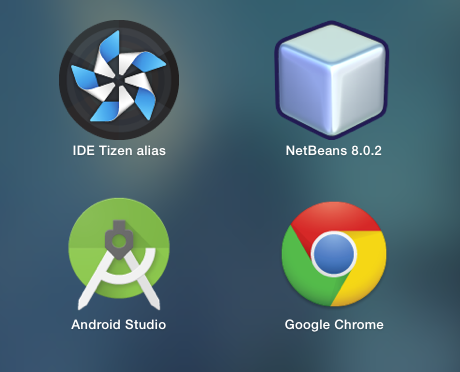 IDE Tizen alias
NetBeans 8.0.2
Android Studio
Google Chrome